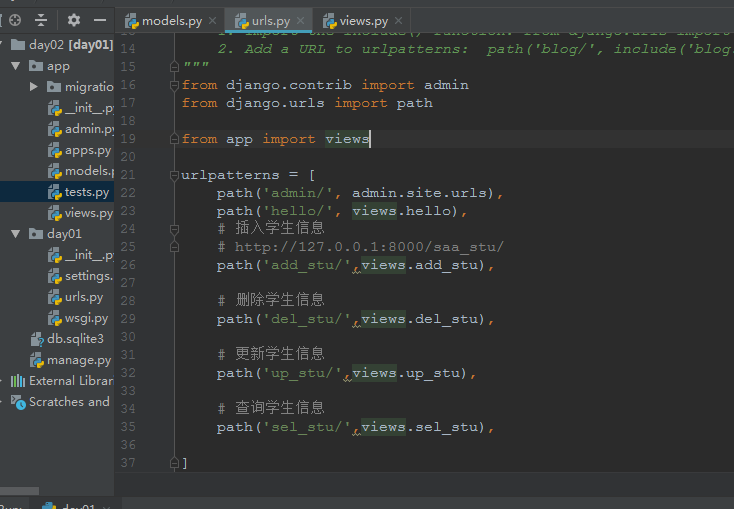 models.py
urls.py
views.py
day02 [day01]
app
migratio
__init__.py
admin.py
apps.py
models.
tests.py
views.py
day01
__init__.py
settings.
urls.py
wsgi.py
db.sqlite3
manage.py
External Librar
Scratches and
14 2. Add a URL to urlpatterns:  path('blog/', include('blog.
15 """
16 from django.contrib import admin
17 from django.urls import path
18
19 from app import views
20
21 urlpatterns = [
22 path('admin/', admin.site.urls),
23 path('hello/', views.hello),
24 # 插入学生信息
25 # http://127.0.0.1:8000/saa_stu/
26 path('add_stu/',views.add_stu),
27
28 # 删除学生信息
29 path('del_stu/',views.del_stu),
30
31 # 更新学生信息
32 path('up_stu/',views.up_stu),
33
34 # 查询学生信息
35 path('sel_stu/',views.sel_stu),
36
37 ]